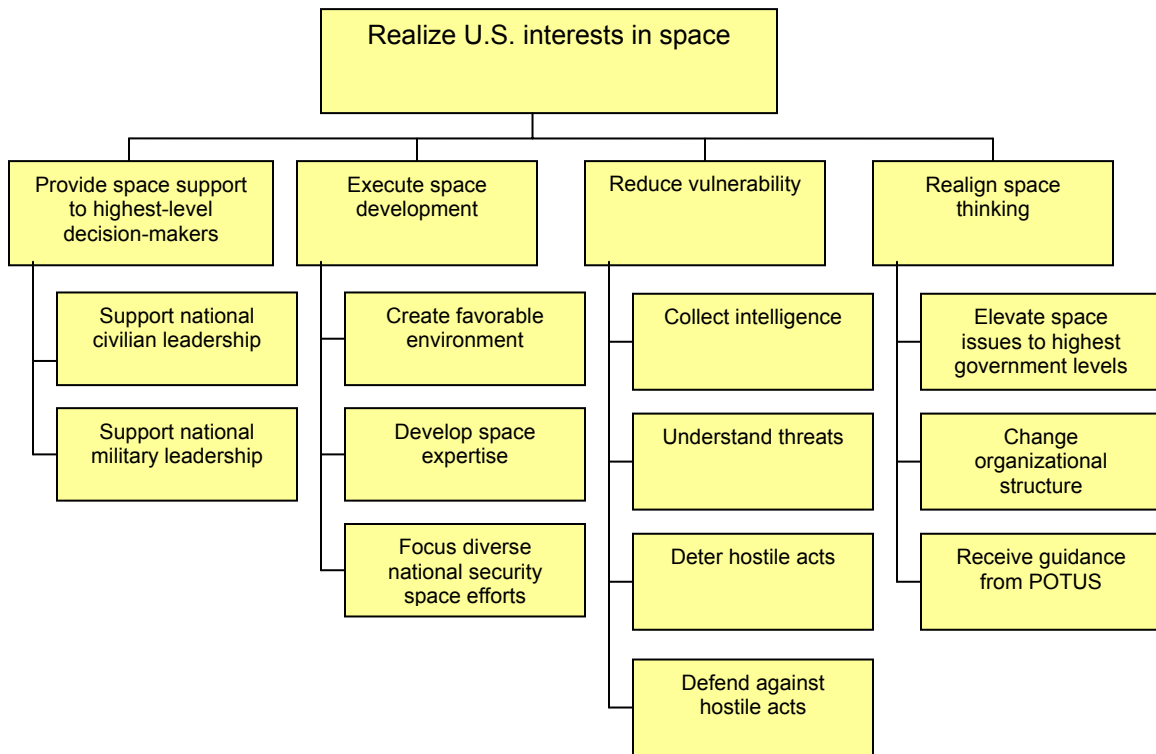 Realize U.S. interests in space
Provide space support
to highest-level
decision-makers
Support national
civilian leadership
Support national
military leadership
Execute space
development
Create favorable
environment
Develop space
expertise
Focus diverse
national security
space efforts
Reduce vulnerability
Collect intelligence
Understand threats
Deter hostile acts
Defend against
hostile acts
Realign space
thinking
Elevate space
issues to highest
government levels
Change
organizational
structure
Receive guidance
from POTUS